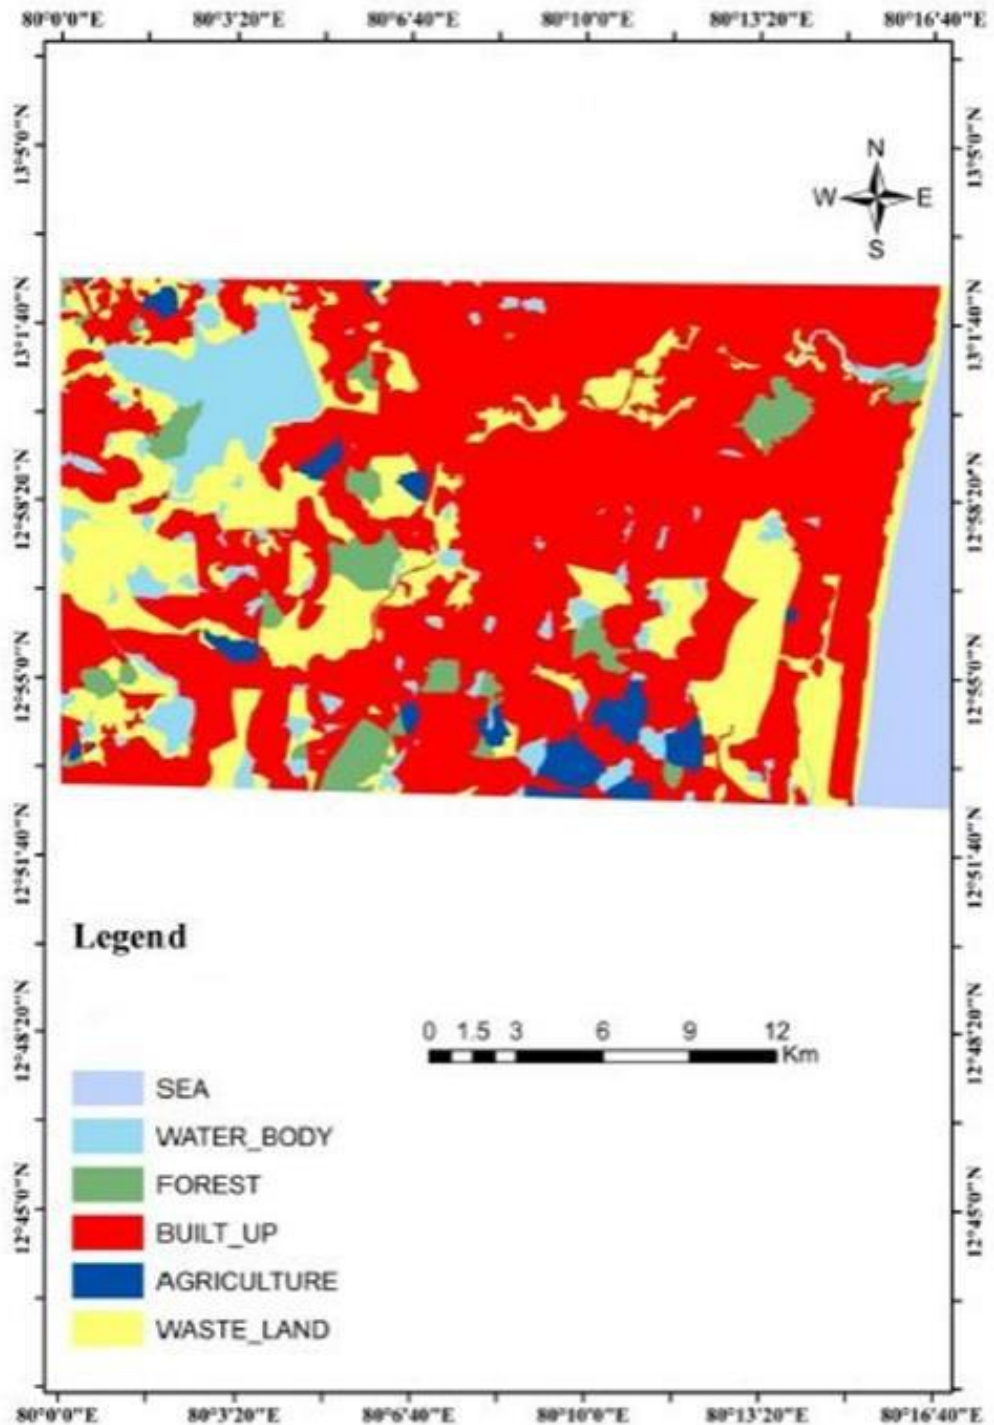 80°0'0"E 80°3'20"E 80°6'40"E 80°10'0"E 80°13'20"E 80°16'40"E
13°5'0"N 13°5'0"N
N
W E
S
13°1'40"N 13°1'40"N
12°58'20"N 12°58'20"N
12°55'0"N 12°55'0"N
12°51'40"N 12°51'40"N
Legend
12°48'20"N 12°48'20"N
0 1.5 3 6 9 12
Km
SEA
WATER_BODY
FOREST
12°45'0"N 12°45'0"N
BUILT_UP
AGRICULTURE
WASTE_LAND
80°0'0"E 80°3'20"E 80°6'40"E 80°10'0"E 80°13'20"E 80°16'40"E